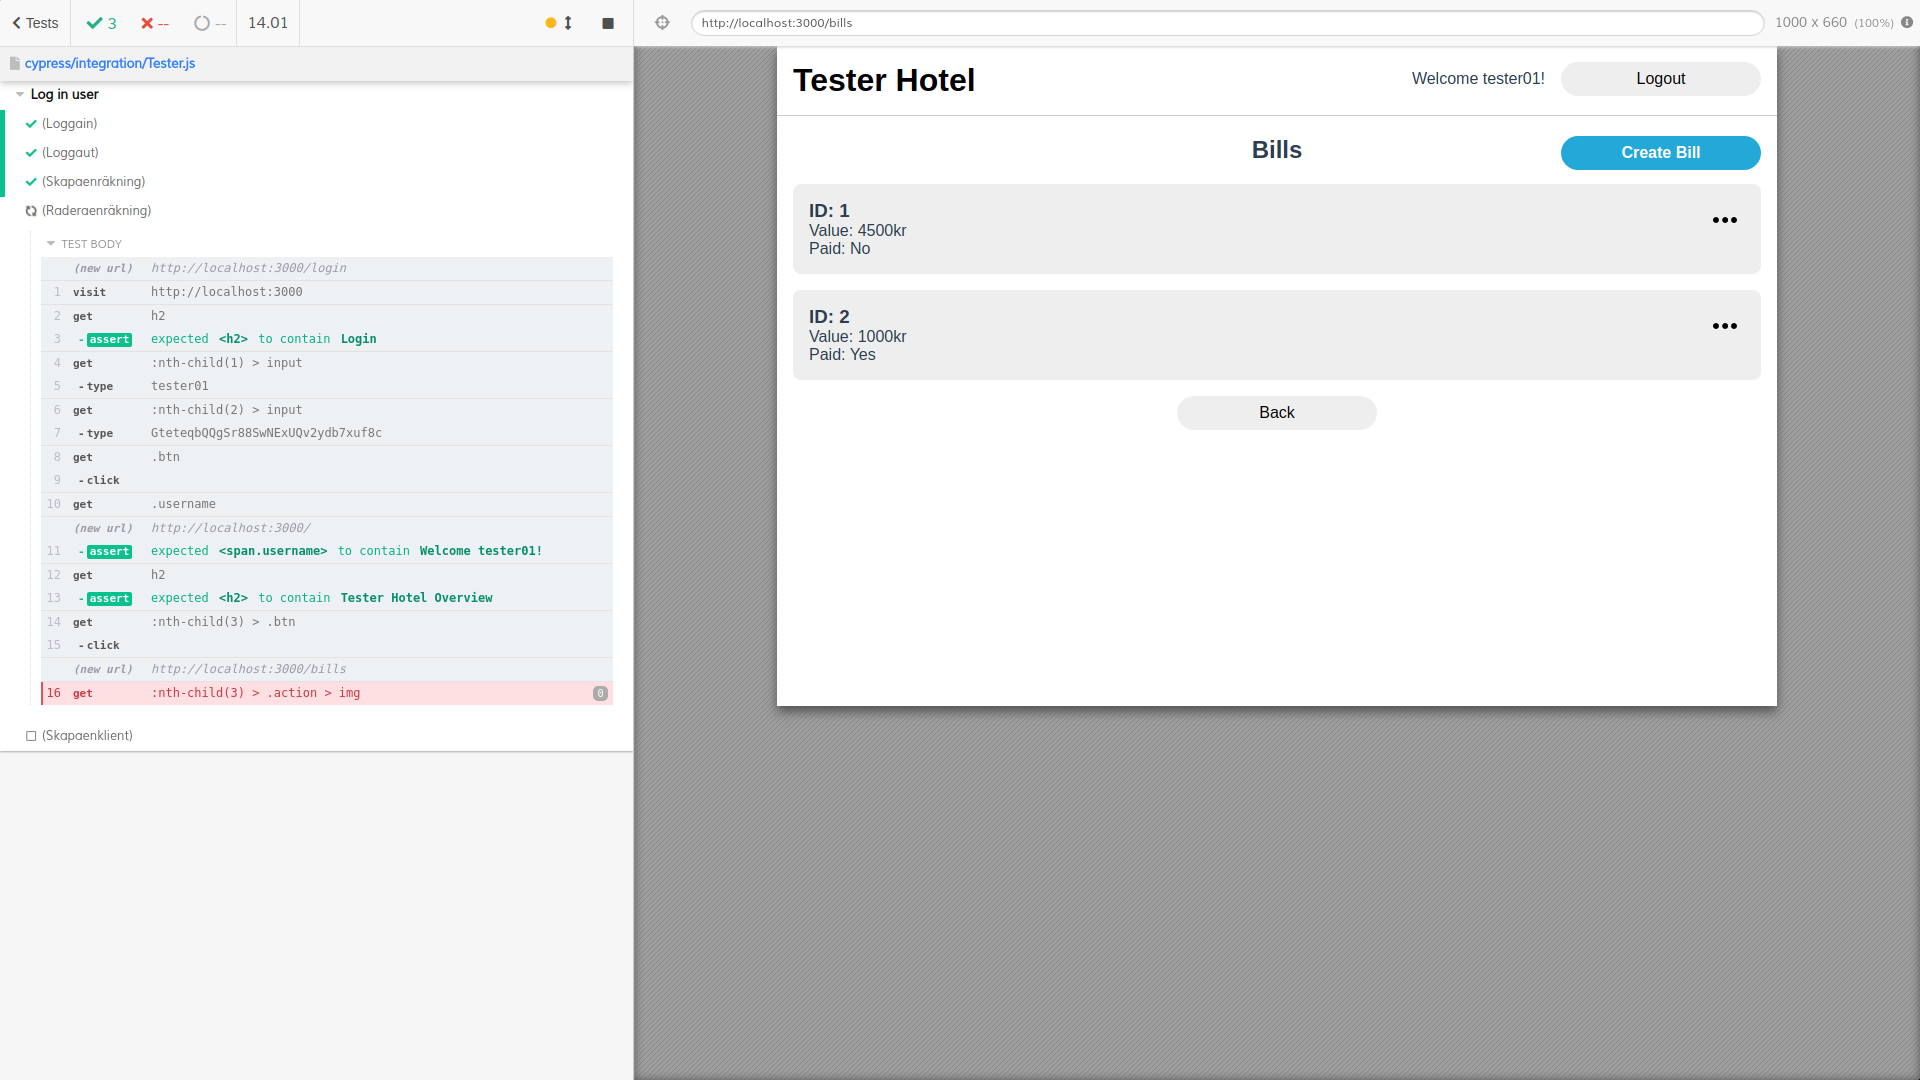 Tests
3
--
--
14.01
cypress/integration/Tester.js
Log in user
(Loggain)
(Loggaut)
(Skapaenräkning)
(Raderaenräkning)
TEST BODY
(new url) http://localhost:3000/login
1 visit http://localhost:3000
2 get h2
3 -assert expected <h2> to contain Login
4 get :nth-child(1) > input
5 -type tester01
6 get :nth-child(2) > input
7 -type GteteqbQQgSr88SwNExUQv2ydb7xuf8c
8 get .btn
9 -click
10 get .username
(new url) http://localhost:3000/
11 -assert expected <span.username> to contain Welcome tester01!
12 get h2
13 -assert expected <h2> to contain Tester Hotel Overview
14 get :nth-child(3) > .btn
15 -click
(new url) http://localhost:3000/bills
16 get :nth-child(3) > .action > img 0
(Skapaenklient)
http://localhost:3000/bills
1000 x 660 (100%)
Tester Hotel
Welcome tester01!
Logout
Bills
Create Bill
ID: 1
Value: 4500kr
Paid: No
ID: 2
Value: 1000kr
Paid: Yes
Back